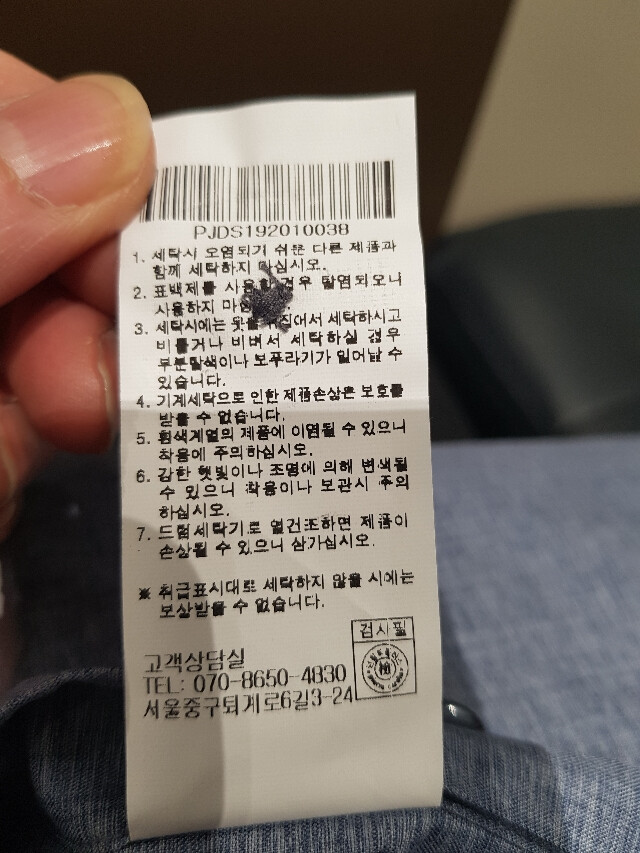 PJDS192010038
1. 세탁시 오염되기 쉬운 다른 제품과
함께 세탁하지 마십시오.
2. 표백제를 사용할 경우 탈염되오니
사용하지
3. 세탁시에는 뒤집어서 세탁하시고
비틀거나 비벼서 세탁하실 경우
부분탈색이나 보푸라기가 일어날 수
있습니다.
4. 기계세탁으로 인한 제품손상은 보호를
받을 수 없습니다.
5. 흰색계열의 제품에 이염될 수 있으니
착용에 주의하십시오.
6. 강한 햇빛이나 조명에 의해 변색될
수 있으니 착용이나 보관시 주의
하십시오.
7. 드럼세탁기로 열건조하면 제품이
손상될 수 있으니 삼가십시오.
※ 취급표시대로 세탁하지 않을 시에는
보상받을 수 없습니다.
검사필
고객상담실
TEL: 070-8650-4830
서울중구퇴계로6길3-24